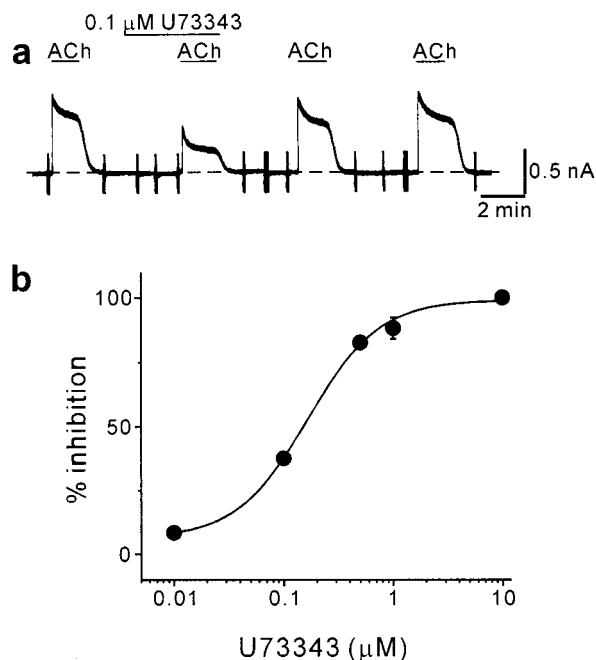 0.1 μM U73343
a
ACh ACh ACh ACh
0.5 nA
2 min
b
100
50
0
% inhibition
0.01 0.1 1 10
U73343 (μM)